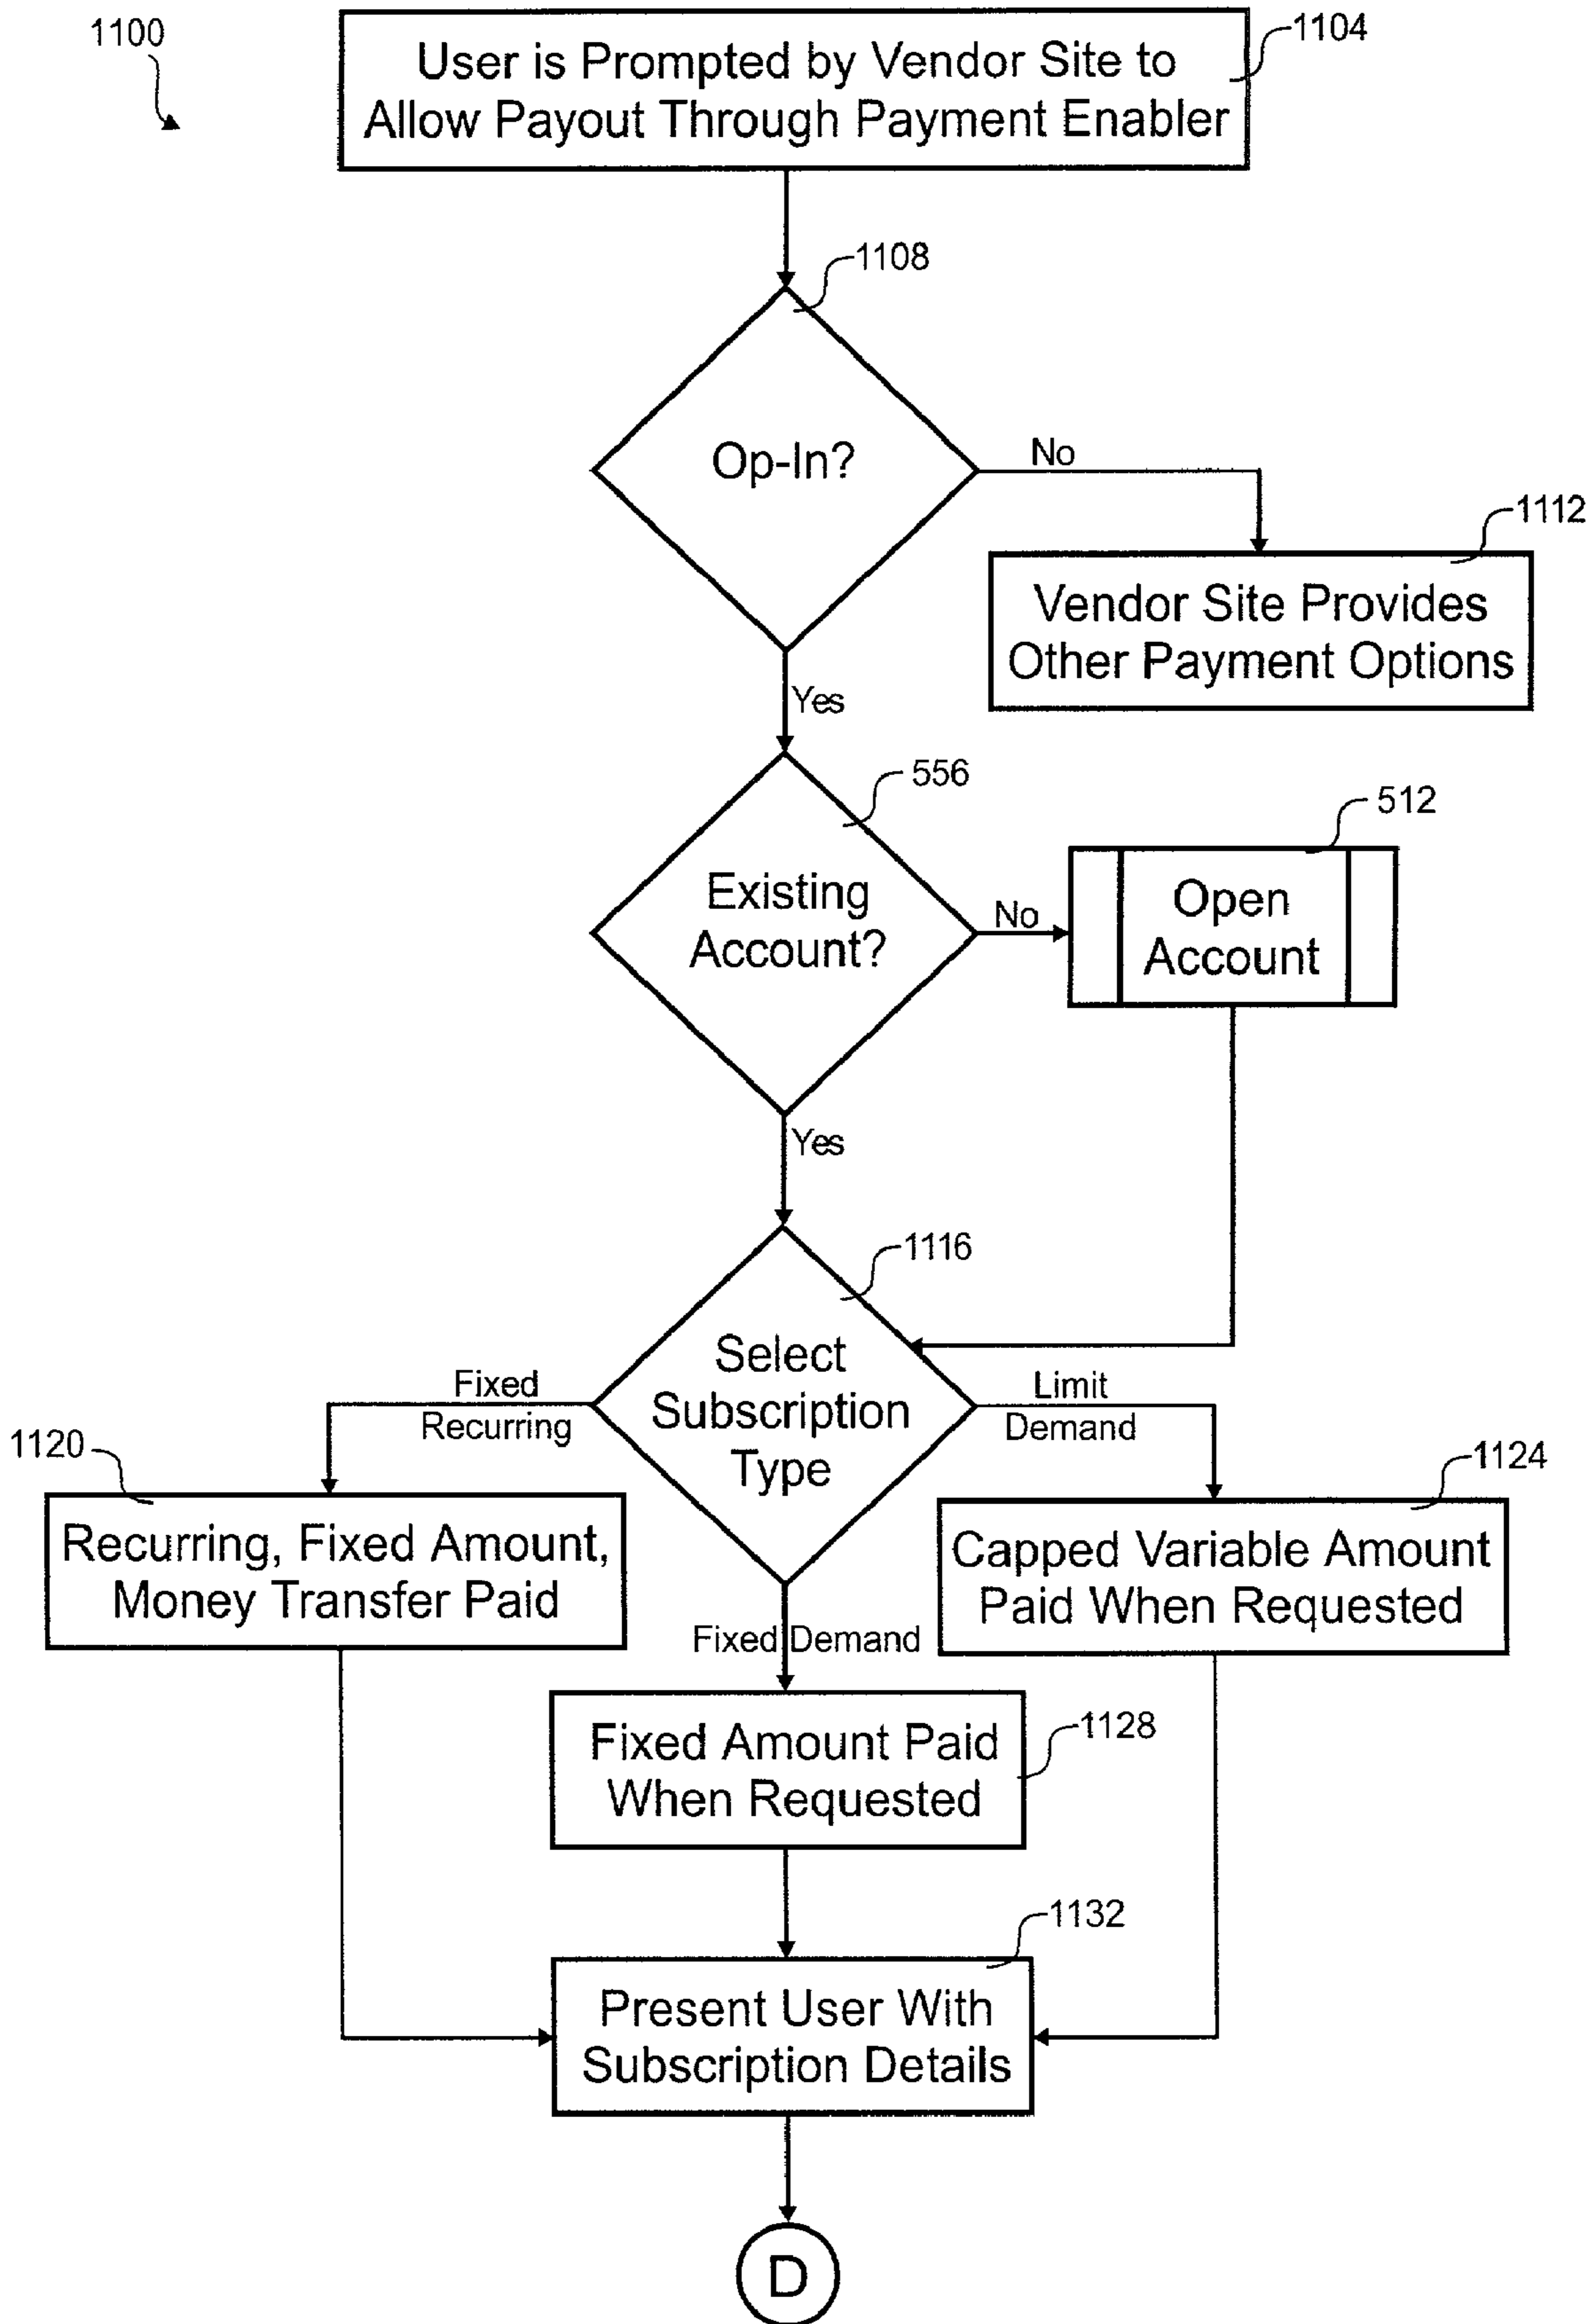 1100
1104
User is Prompted by Vendor Site to
Allow Payout Through Payment Enabler
1108
Op-In?
No
1112
Vendor Site Provides
Other Payment Options
Yes
556
512
Existing
Account?
No
Open
Account
Yes
1116
Select
Subscription
Type
Fixed
Recurring
Limit
Demand
1120
1124
Recurring, Fixed Amount,
Money Transfer Paid
Capped Variable Amount
Paid When Requested
Fixed Demand
1128
Fixed Amount Paid
When Requested
1132
Present User With
Subscription Details
D